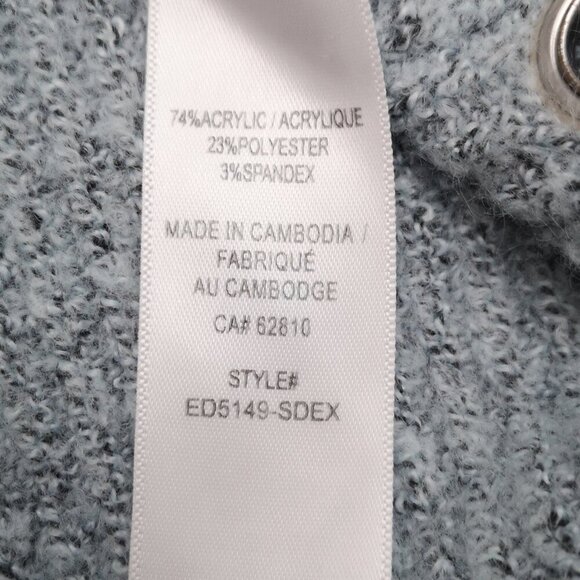 74%ACRYLIC / ACRYLIQUE
23%POLYESTER
3%SPANDEX
MADE IN CAMBODIA /
FABRIQUÉ
AU CAMBODGE
CA# 62810
STYLE#
ED5149-SDEX